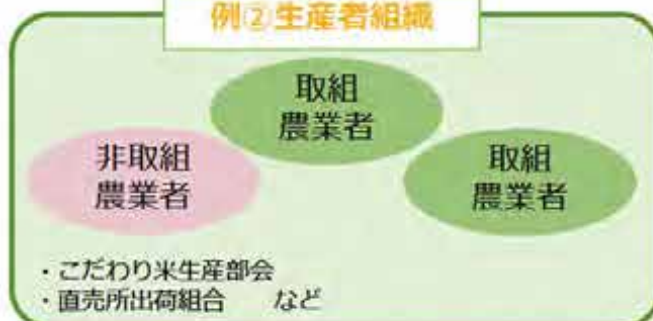 例②生産者組織
取組
農業者
非取組
農業者
取組
農業者
・こだわり米生産部会
・直売所出荷組合　　など